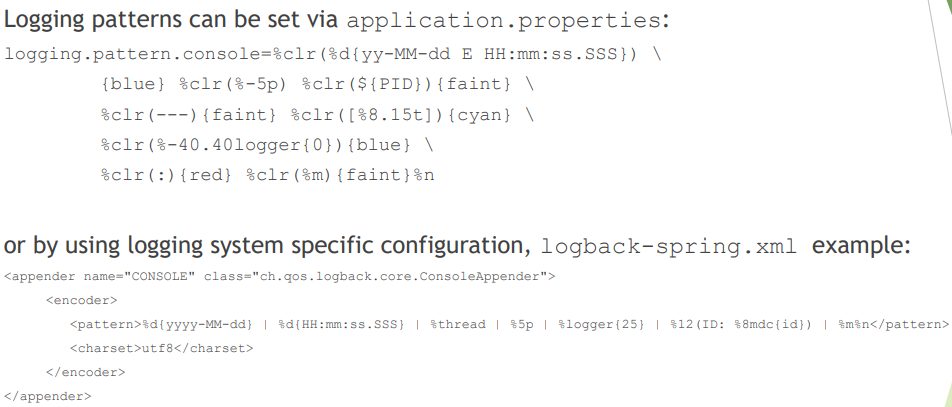 Logging patterns can be set via application.properties:
logging.pattern.console=%clr(%d{yy-MM-dd E HH:mm:ss.SSS}) \
{blue} %clr(%-5p) %clr(${PID}){faint} \
%clr(---){faint} %clr([%8.15t]){cyan} \
%clr(%-40.40logger{0}){blue} \
%clr(:){red} %clr(%m){faint}%n
or by using logging system specific configuration, logback-spring.xml example:
<appender name="CONSOLE" class="ch.qos.logback.core.ConsoleAppender">
<encoder>
<pattern>%d{yyyy-MM-dd} | %d{HH:mm:ss.SSS} | %thread | %5p | %logger{25} | %12(ID: %8mdc{id}) | %m%n</pattern>
<charset>utf8</charset>
</encoder>
</appender>